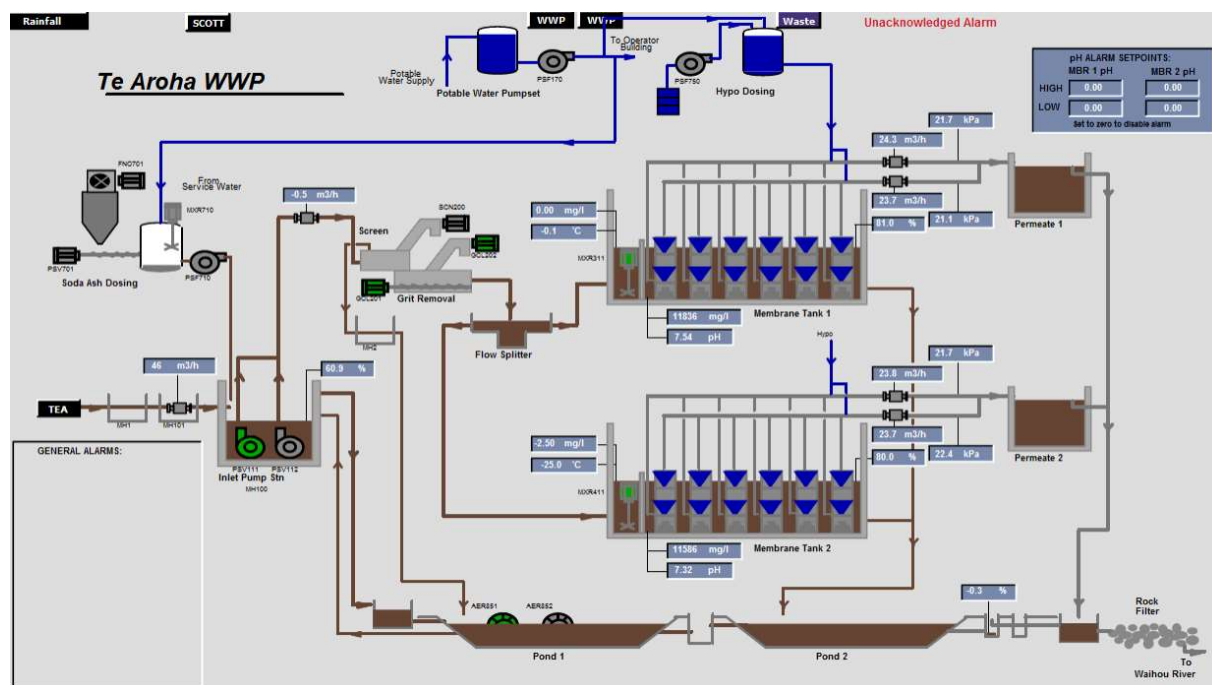 Rainfall
SCOTT
WWP
WWP
Waste
Unacknowledged Alarm
Te Aroha WWP
Potable
Water Supply
PSF170
Potable Water Pumpset
To Operator
Building
PSF750
Hypo Dosing
pH ALARM SETPOINTS:
MBR 1 pH MBR 2 pH
HIGH 0.00 0.00
LOW 0.00 0.00
Set to zero to disable alarm
FNO701
From
Service Water
MXR710
PSV701
PSF710
Soda Ash Dosing
-0.5 m3/h
Screen
SCN200
GCL202
GCL201
Grit Removal
MH2
Flow Splitter
21.7 kPa
24.3 m3/h
23.7 m3/h
21.1 kPa
0.00 mg/l
-0.1 °C
81.0 %
MXR311
11836 mg/l
7.54 pH
Membrane Tank 1
Permeate 1
46 m3/h
60.9 %
TEA
MH1
MH101
PSV111
PSV112
Inlet Pump Stn
MH100
GENERAL ALARMS:
Hypo
21.7 kPa
23.8 m3/h
23.7 m3/h
22.4 kPa
-2.50 mg/l
-25.0 °C
80.0 %
MXR411
11386 mg/l
7.32 pH
Membrane Tank 2
Permeate 2
AER851
AER852
Pond 1
Pond 2
-0.3 %
Rock
Filter
To
Waihou River